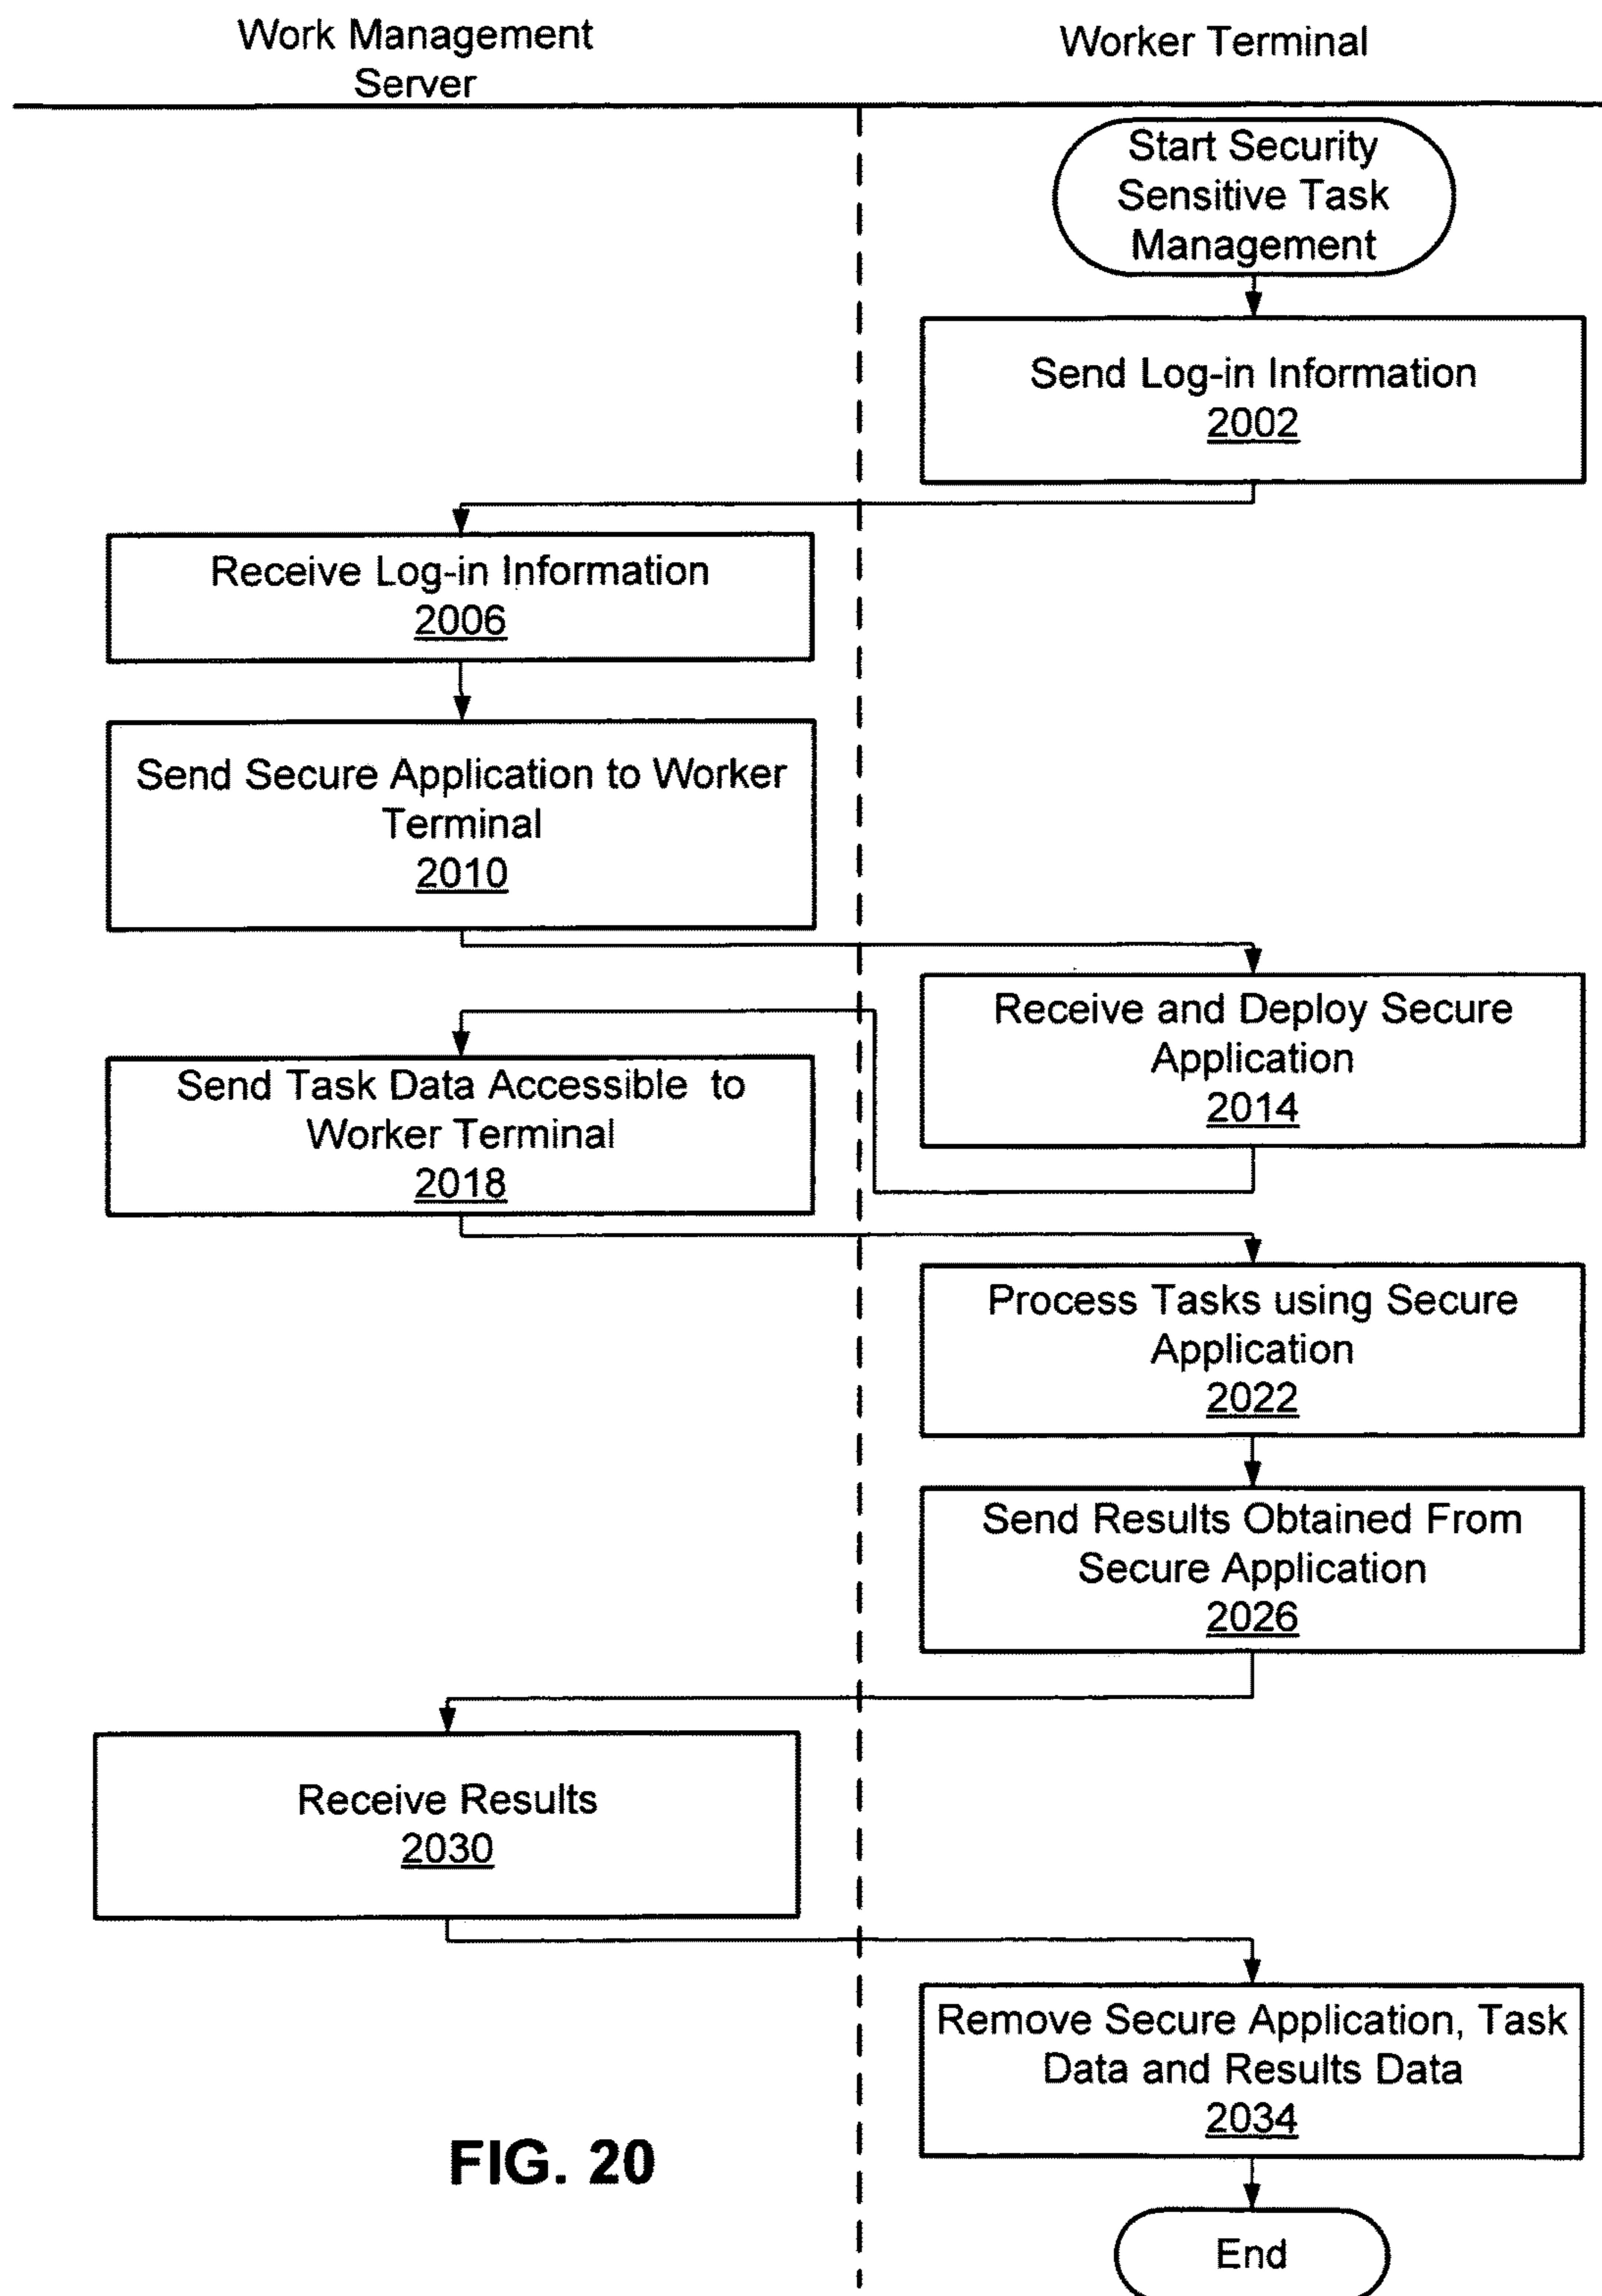 Work Management
Server
Worker Terminal
Start Security
Sensitive Task
Management
Send Log-in Information
2002
Receive Log-in Information
2006
Send Secure Application to Worker
Terminal
2010
Receive and Deploy Secure
Application
2014
Send Task Data Accessible to
Worker Terminal
2018
Process Tasks using Secure
Application
2022
Send Results Obtained From
Secure Application
2026
Receive Results
2030
Remove Secure Application, Task
Data and Results Data
2034
FIG. 20
End